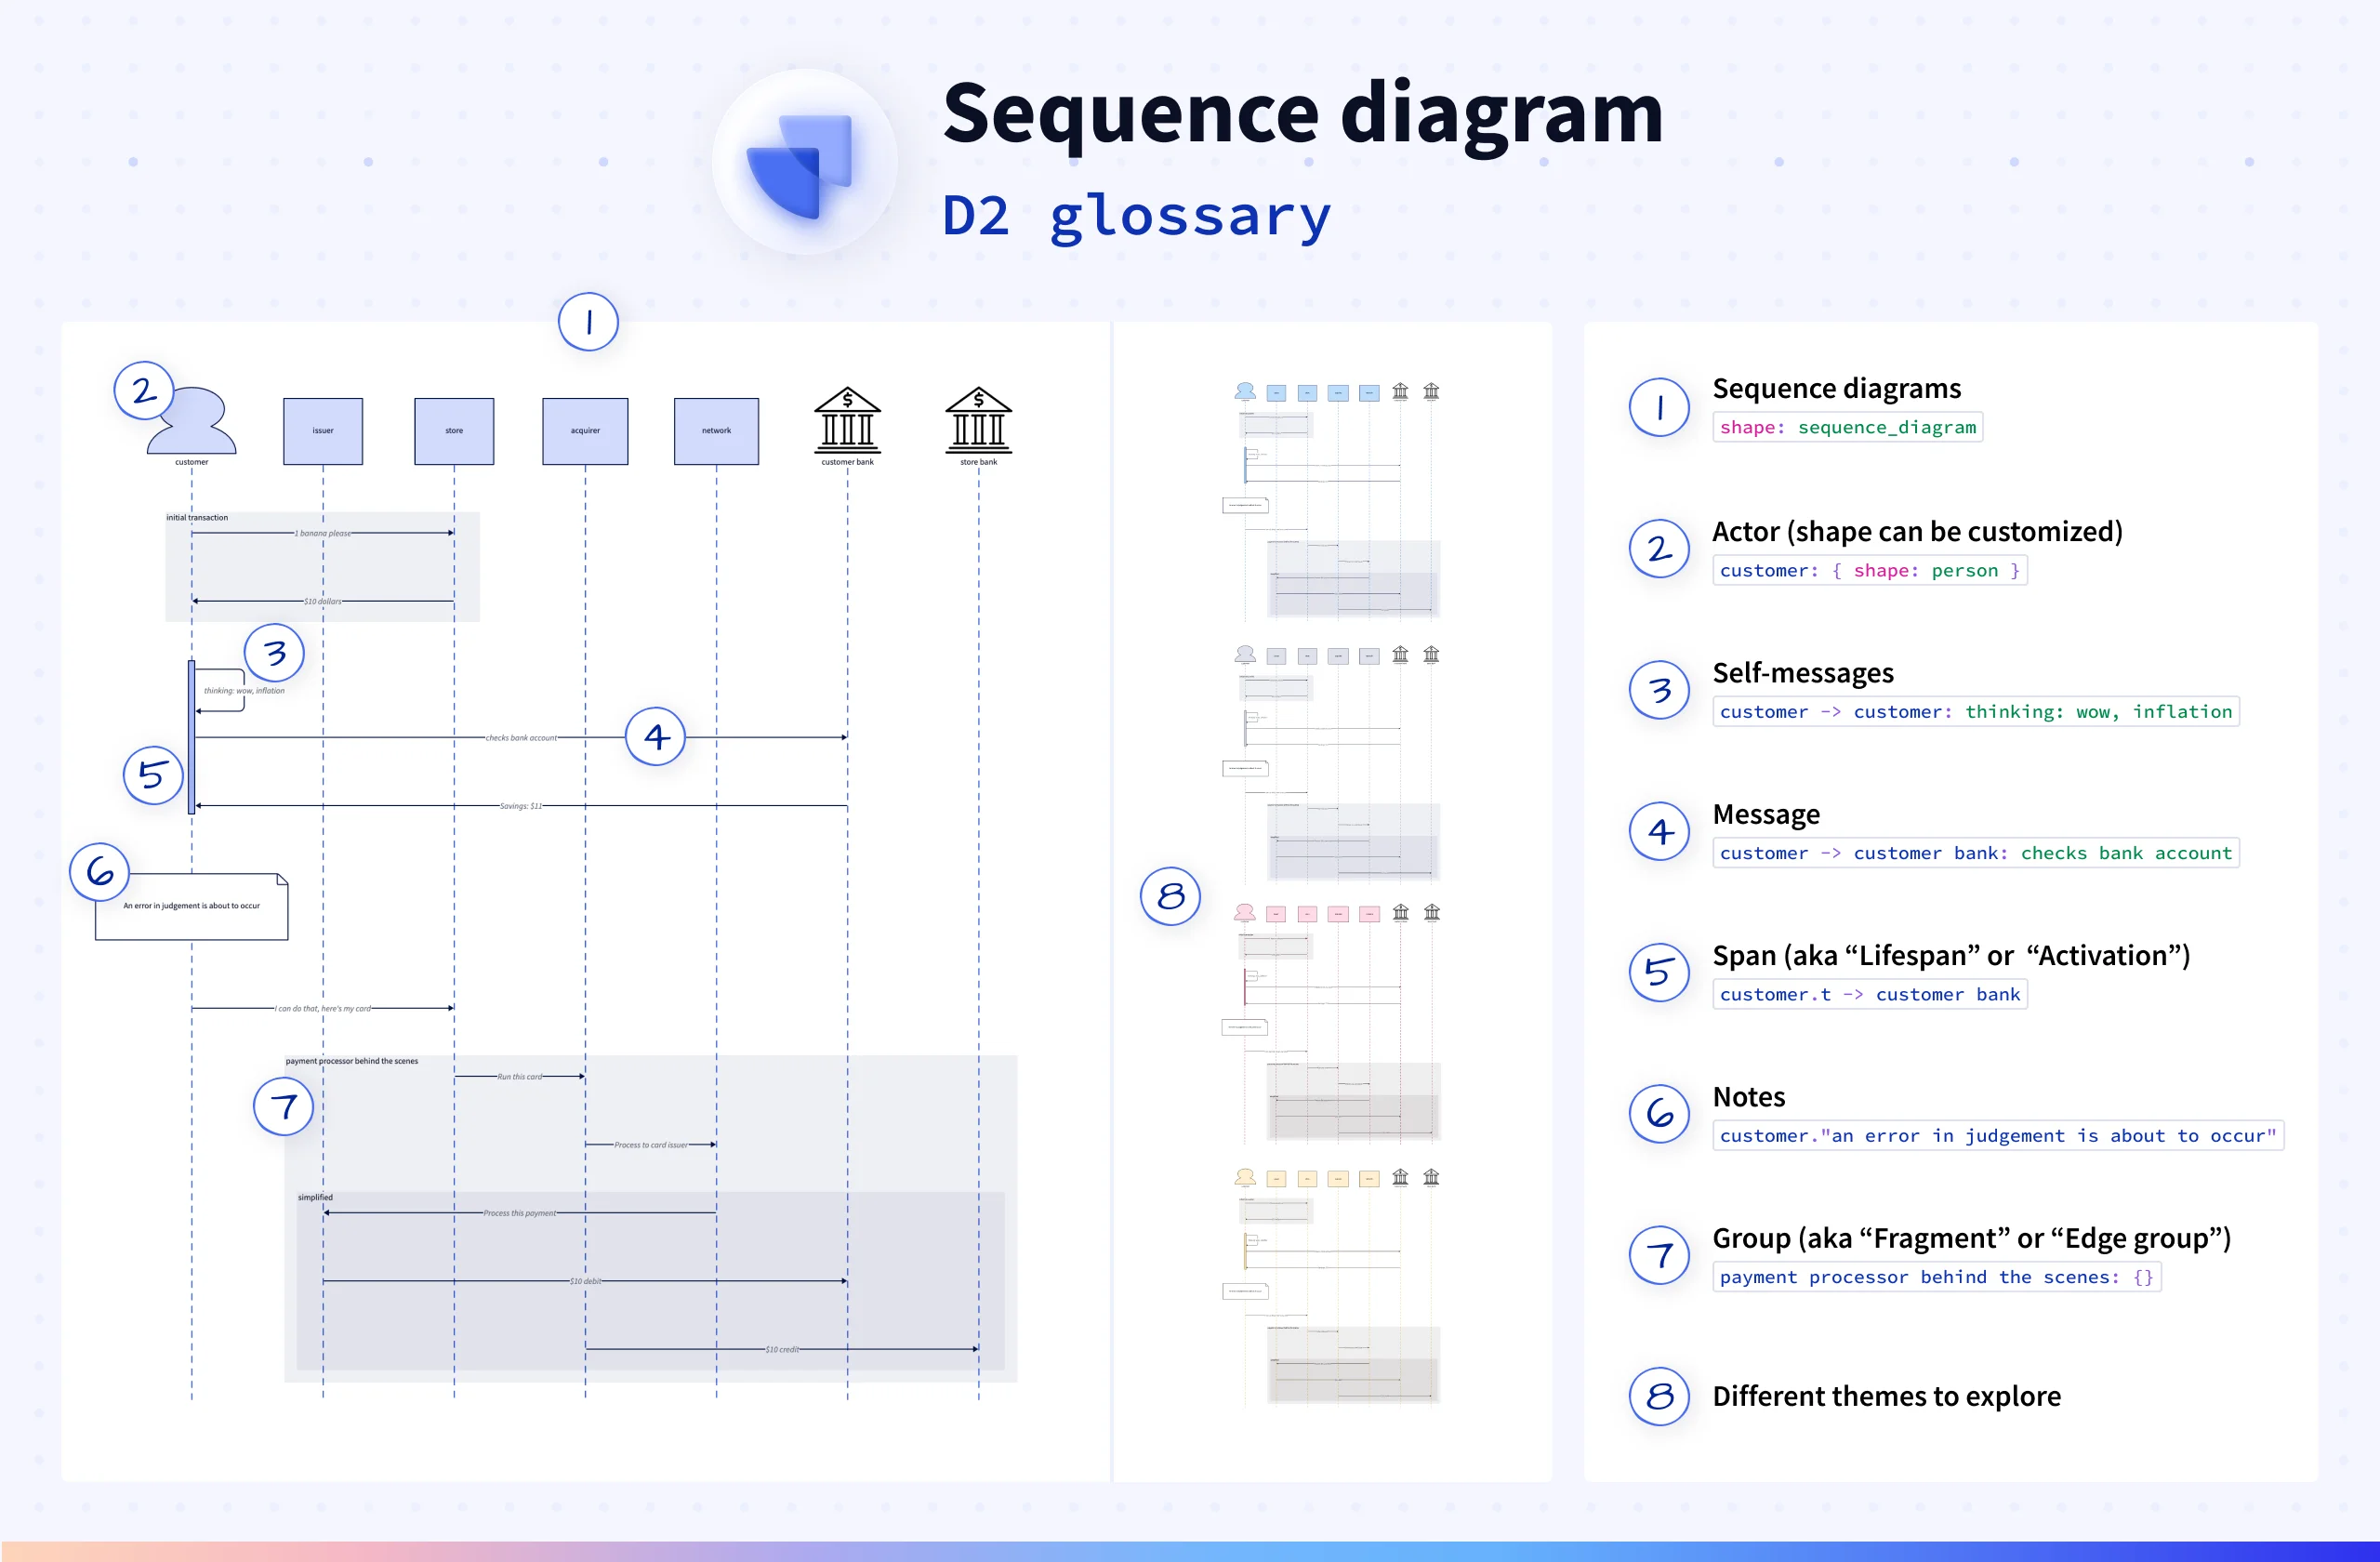 Sequence diagram
D2 glossary
1
2
customer
issuer
store
acquirer
network
$
customer bank
$
store bank
initial transaction
1 banana please
$10 dollars
3
thinking: wow, inflation
4
checks bank account
5
Savings: $11
6
An error in judgement is about to occur
I can do that, here's my card
payment processor behind the scenes
Run this card
7
Process to card issuer
simplified
Process this payment
$10 debit
$10 credit
8
1
Sequence diagrams
shape: sequence_diagram
2
Actor (shape can be customized)
customer: { shape: person }
3
Self-messages
customer -> customer: thinking: wow, inflation
4
Message
customer -> customer bank: checks bank account
5
Span (aka “Lifespan” or “Activation”)
customer.t -> customer bank
6
Notes
customer."an error in judgement is about to occur"
7
Group (aka “Fragment” or “Edge group”)
payment processor behind the scenes: {}
8
Different themes to explore